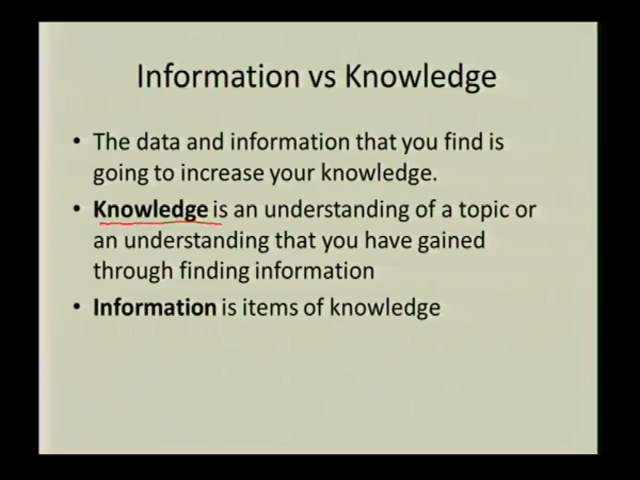 Information vs Knowledge
• The data and information that you find is
going to increase your knowledge.
• Knowledge is an understanding of a topic or
an understanding that you have gained
through finding information
• Information is items of knowledge